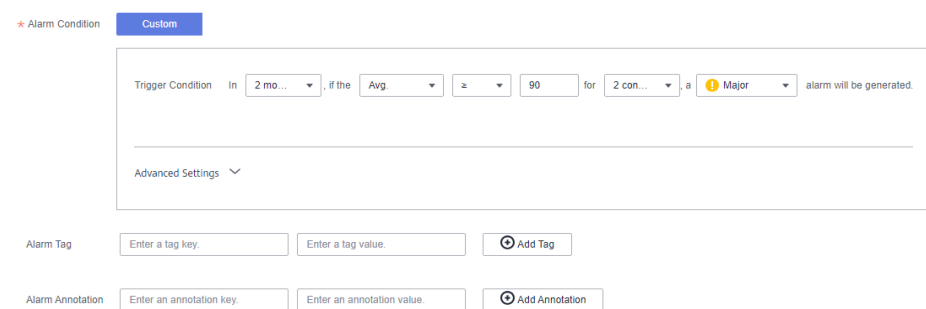 * Alarm Condition Custom
Trigger Condition In 2 mo... , if the Avg. ≥ 90 for 2 con... , a Major alarm will be generated.
Advanced Settings
Alarm Tag Enter a tag key. Enter a tag value. Add Tag
Alarm Annotation Enter an annotation key. Enter an annotation value. Add Annotation